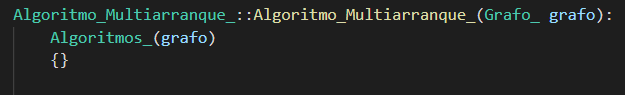 Algoritmo_Multiarranque_::Algoritmo_Multiarranque_(Grafo_ grafo):
Algoritmos_(grafo)
{}